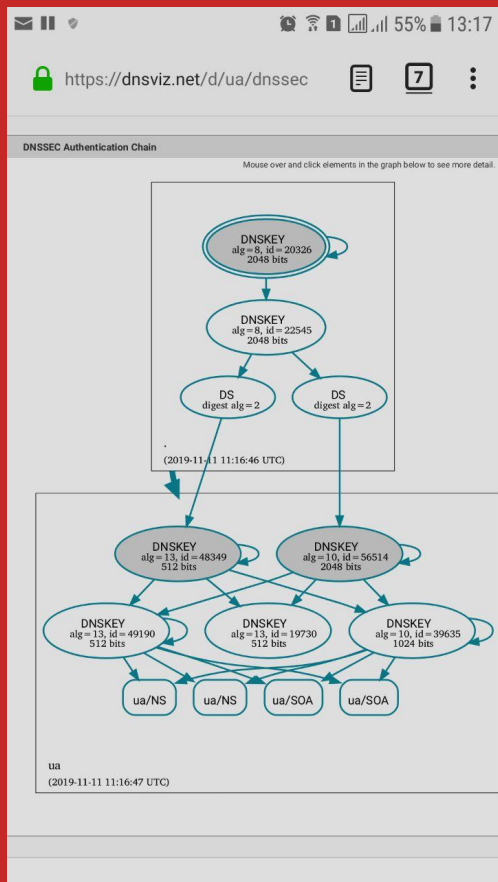 1
55%
13:17
https://dnsviz.net/d/ua/dnssec
7
DNSSEC Authentication Chain
Mouse over and click elements in the graph below to see more detail.
DNSKEY
alg=8, id=20326
2048 bits
DNSKEY
alg=8, id=22545
2048 bits
DS
digest alg=2
DS
digest alg=2
.
(2019-11-11 11:16:46 UTC)
DNSKEY
alg=13, id=48349
512 bits
DNSKEY
alg=10, id=56514
2048 bits
DNSKEY
alg=13, id=49190
512 bits
DNSKEY
alg=13, id=19730
512 bits
DNSKEY
alg=10, id=39635
1024 bits
ua/NS
ua/NS
ua/SOA
ua/SOA
ua
(2019-11-11 11:16:47 UTC)